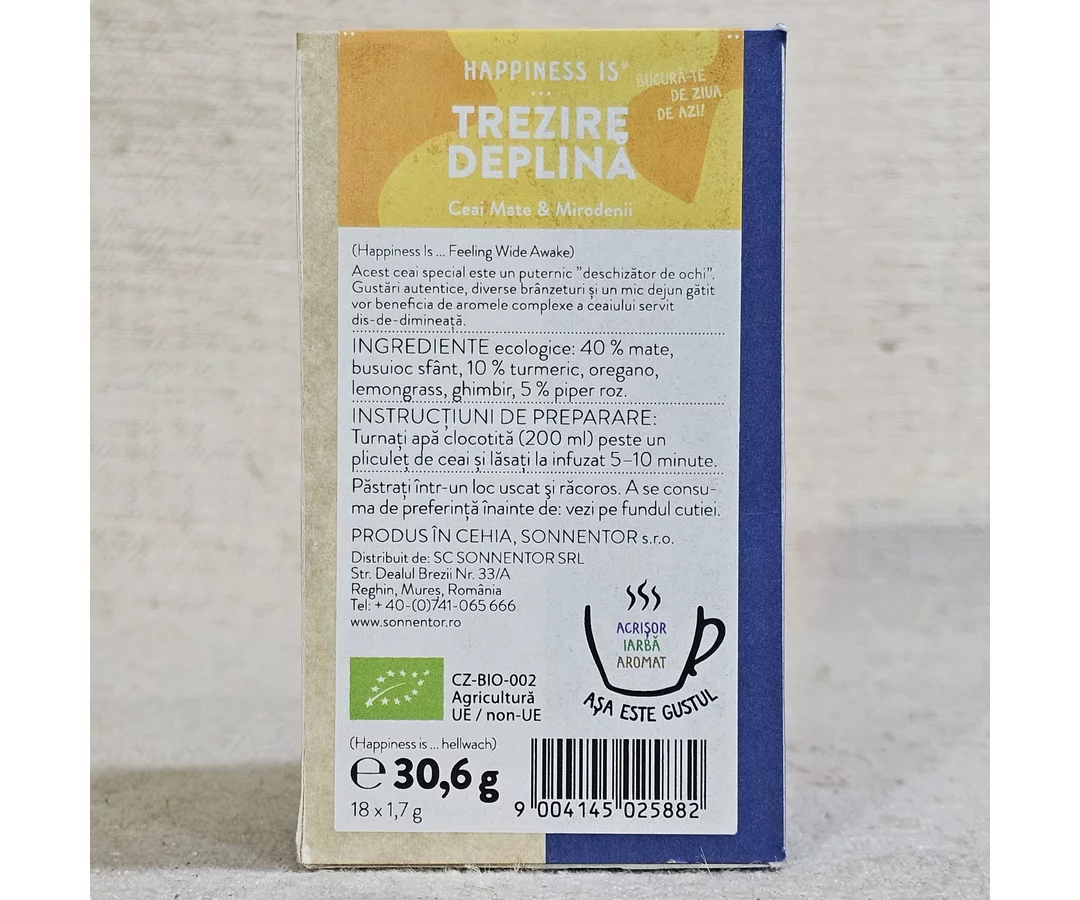 HAPPINESS IS®
...
BUCURĂ-TE
DE ZIUA
DE AZI!
TREZIRE
DEPLINĂ
Ceai Mate & Mirodenii
(Happiness Is ... Feeling Wide Awake)
Acest ceai special este un puternic ”deschizător de ochi”.
Gustări autentice, diverse brânzeturi și un mic dejun gătit
vor beneficia de aromele complexe a ceaiului servit
dis-de-dimineață.
INGREDIENTE ecologice: 40 % mate,
busuioc sfânt, 10 % turmeric, oregano,
lemongrass, ghimbir, 5 % piper roz.
INSTRUCȚIUNI DE PREPARARE:
Turnați apă clocotită (200 ml) peste un
pliculeț de ceai și lăsați la infuzat 5–10 minute.
Păstrați într-un loc uscat şi răcoros. A se consu-
ma de preferință înainte de: vezi pe fundul cutiei.
PRODUS ÎN CEHIA, SONNENTOR s.r.o.
Distribuit de: SC SONNENTOR SRL
Str. Dealul Brezii Nr. 33/A
Reghin, Mureș, România
Tel: + 40-(0)741-065 666
www.sonnentor.ro
ACRIȘOR
IARBĂ
AROMAT
AȘA ESTE GUSTUL
CZ-BIO-002
Agricultură
UE / non-UE
(Happiness is ... hellwach)
℮ 30,6 g
18 x 1,7 g
9 004145 025882